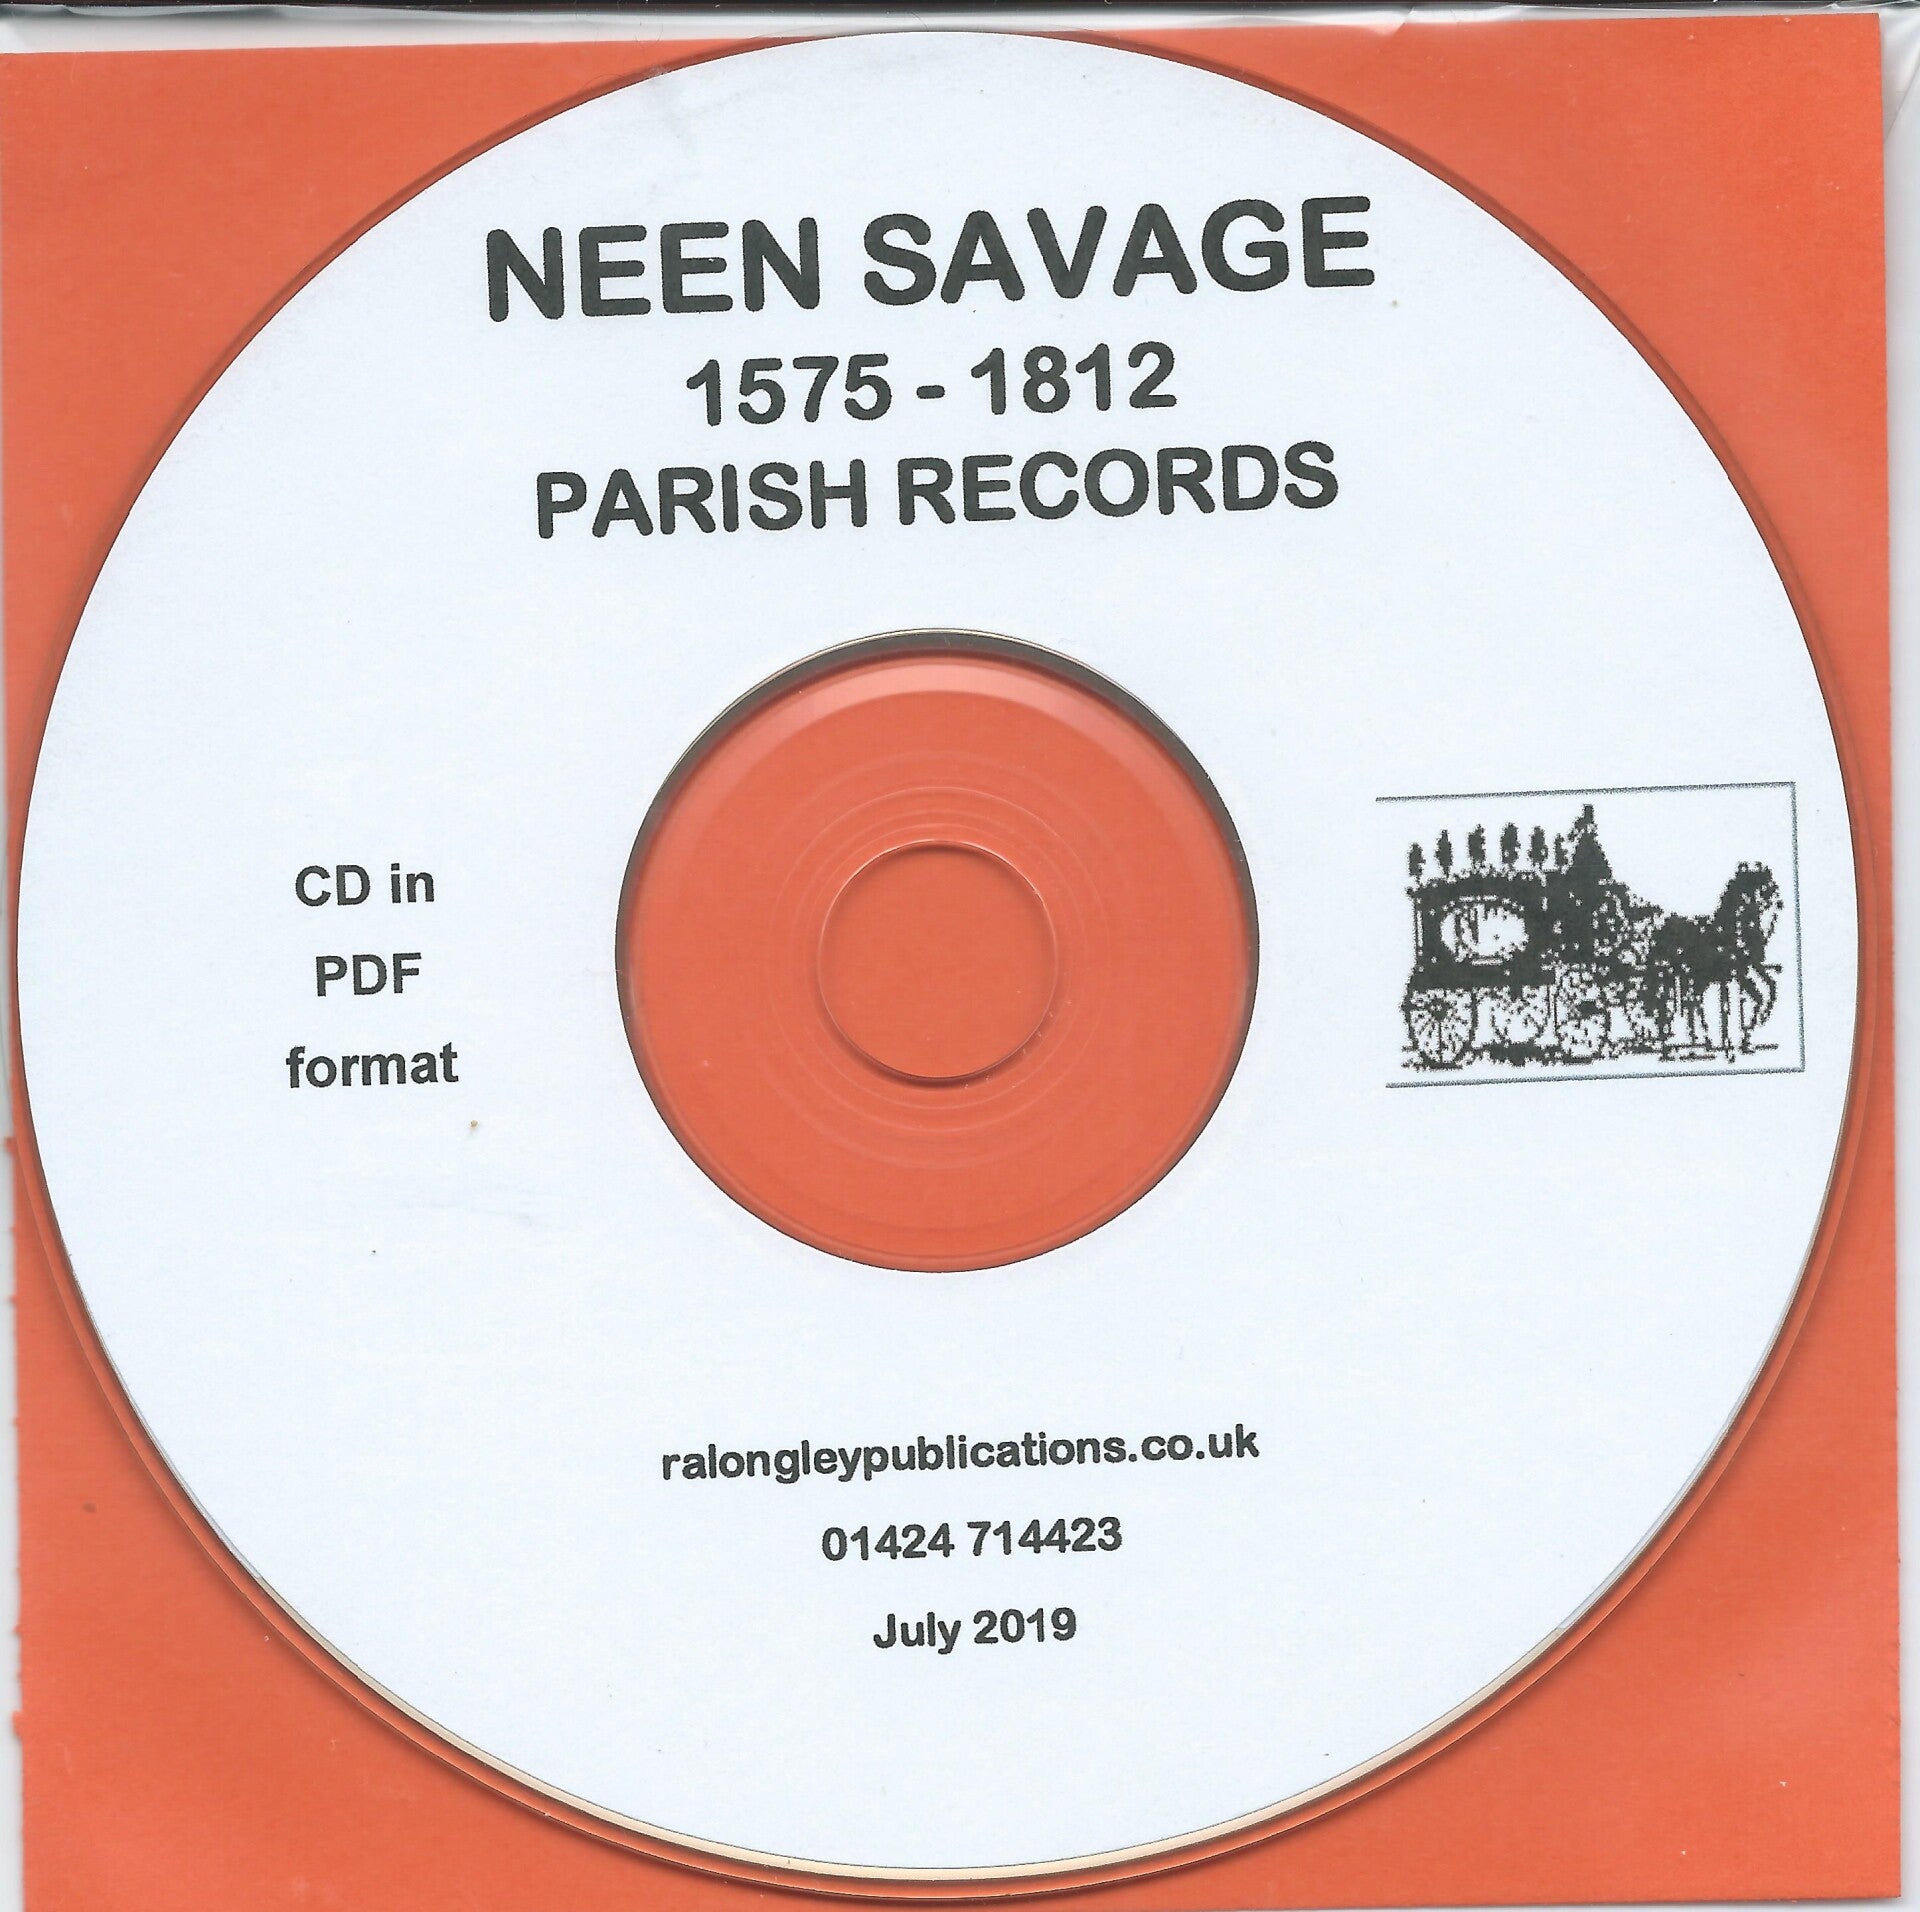 NEEN SAVAGE
1575 - 1812
PARISH RECORDS
CD in
PDF
format
ralongleypublications.co.uk
01424 714423
July 2019